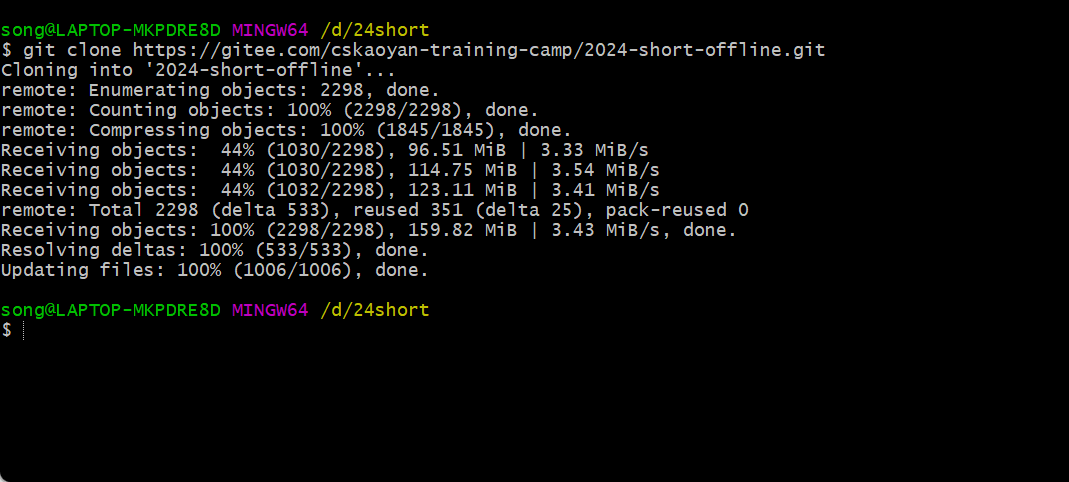 song@LAPTOP-MKPDRE8D MINGW64 /d/24short
$ git clone https://gitee.com/cskaoyan-training-camp/2024-short-offline.git
Cloning into '2024-short-offline'...
remote: Enumerating objects: 2298, done.
remote: Counting objects: 100% (2298/2298), done.
remote: Compressing objects: 100% (1845/1845), done.
Receiving objects:  44% (1030/2298), 96.51 MiB | 3.33 MiB/s
Receiving objects:  44% (1030/2298), 114.75 MiB | 3.54 MiB/s
Receiving objects:  44% (1032/2298), 123.11 MiB | 3.41 MiB/s
remote: Total 2298 (delta 533), reused 351 (delta 25), pack-reused 0
Receiving objects: 100% (2298/2298), 159.82 MiB | 3.43 MiB/s, done.
Resolving deltas: 100% (533/533), done.
Updating files: 100% (1006/1006), done.
song@LAPTOP-MKPDRE8D MINGW64 /d/24short
$